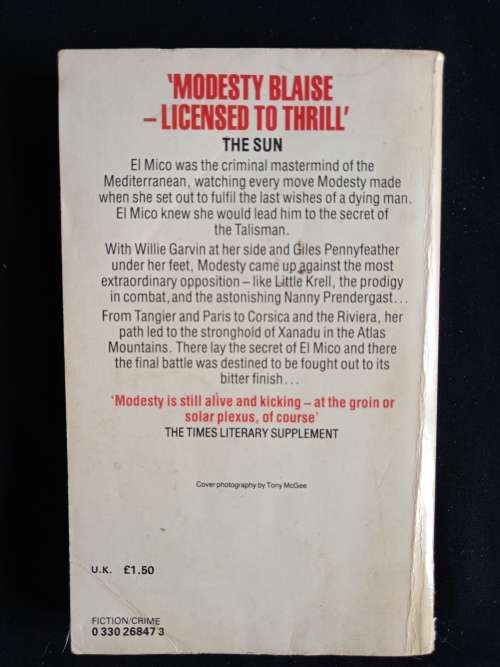 'MODESTY BLAISE
– LICENSED TO THRILL'
THE SUN
El Mico was the criminal mastermind of the
Mediterranean, watching every move Modesty made
when she set out to fulfil the last wishes of a dying man.
El Mico knew she would lead him to the secret of
the Talisman.
With Willie Garvin at her side and Giles Pennyfeather
under her feet, Modesty came up against the most
extraordinary opposition – like Little Krell, the prodigy
in combat, and the astonishing Nanny Prendergast...
From Tangier and Paris to Corsica and the Riviera, her
path led to the stronghold of Xanadu in the Atlas
Mountains. There lay the secret of El Mico and there
the final battle was destined to be fought out to its
bitter finish...
'Modesty is still alive and kicking – at the groin or
solar plexus, of course'
THE TIMES LITERARY SUPPLEMENT
Cover photography by Tony McGee
U.K. £1.50
FICTION/CRIME
0 330 26847 3